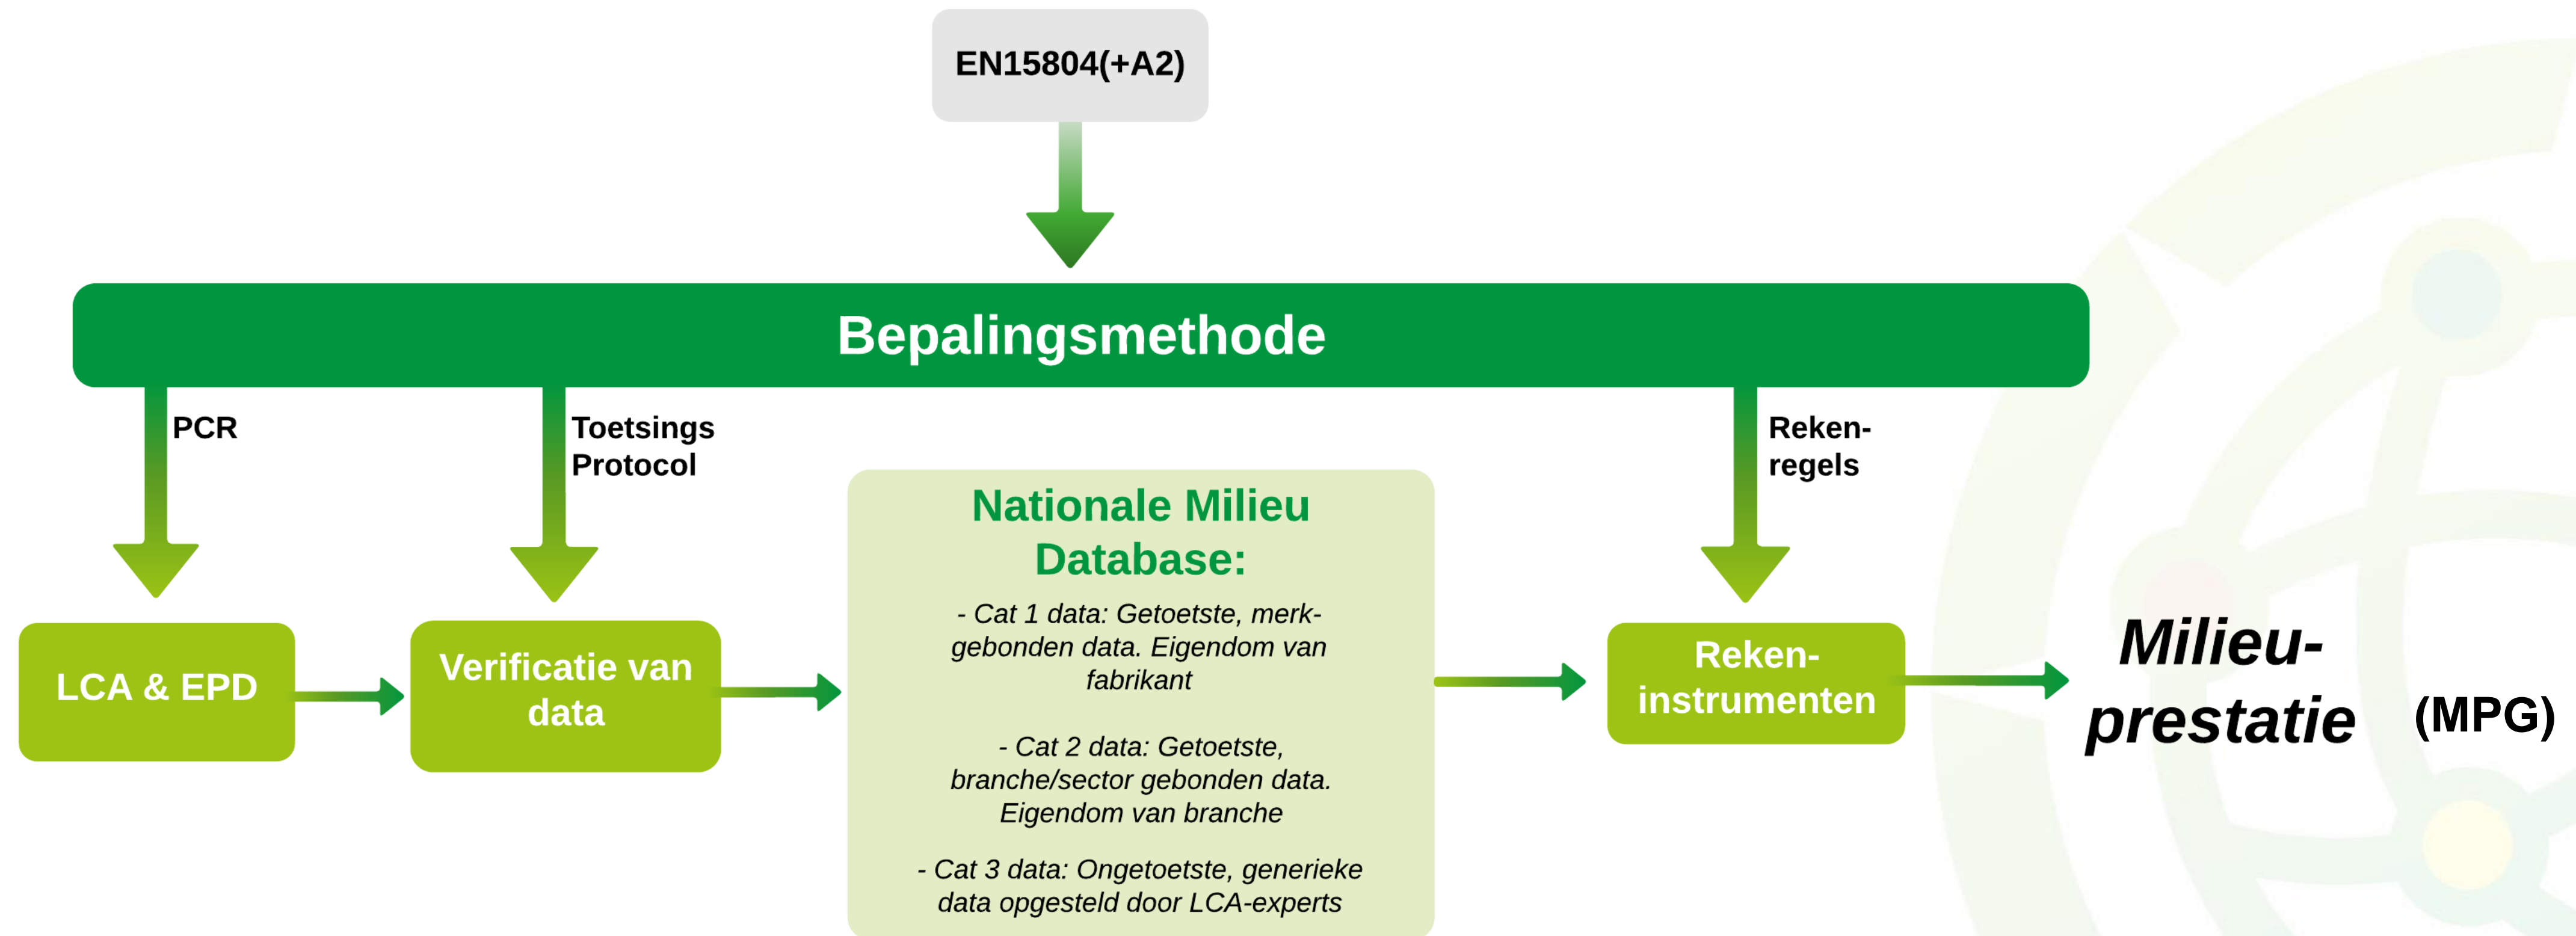 EN15804(+A2)
Bepalingsmethode
PCR
Toetsings
Protocol
Reken-
regels
LCA & EPD
Verificatie van
data
Nationale Milieu
Database:
- Cat 1 data: Getoetste, merk-
gebonden data. Eigendom van
fabrikant
- Cat 2 data: Getoetste,
branche/sector gebonden data.
Eigendom van branche
- Cat 3 data: Ongetoetste, generieke
data opgesteld door LCA-experts
Reken-
instrumenten
Milieu-
prestatie (MPG)